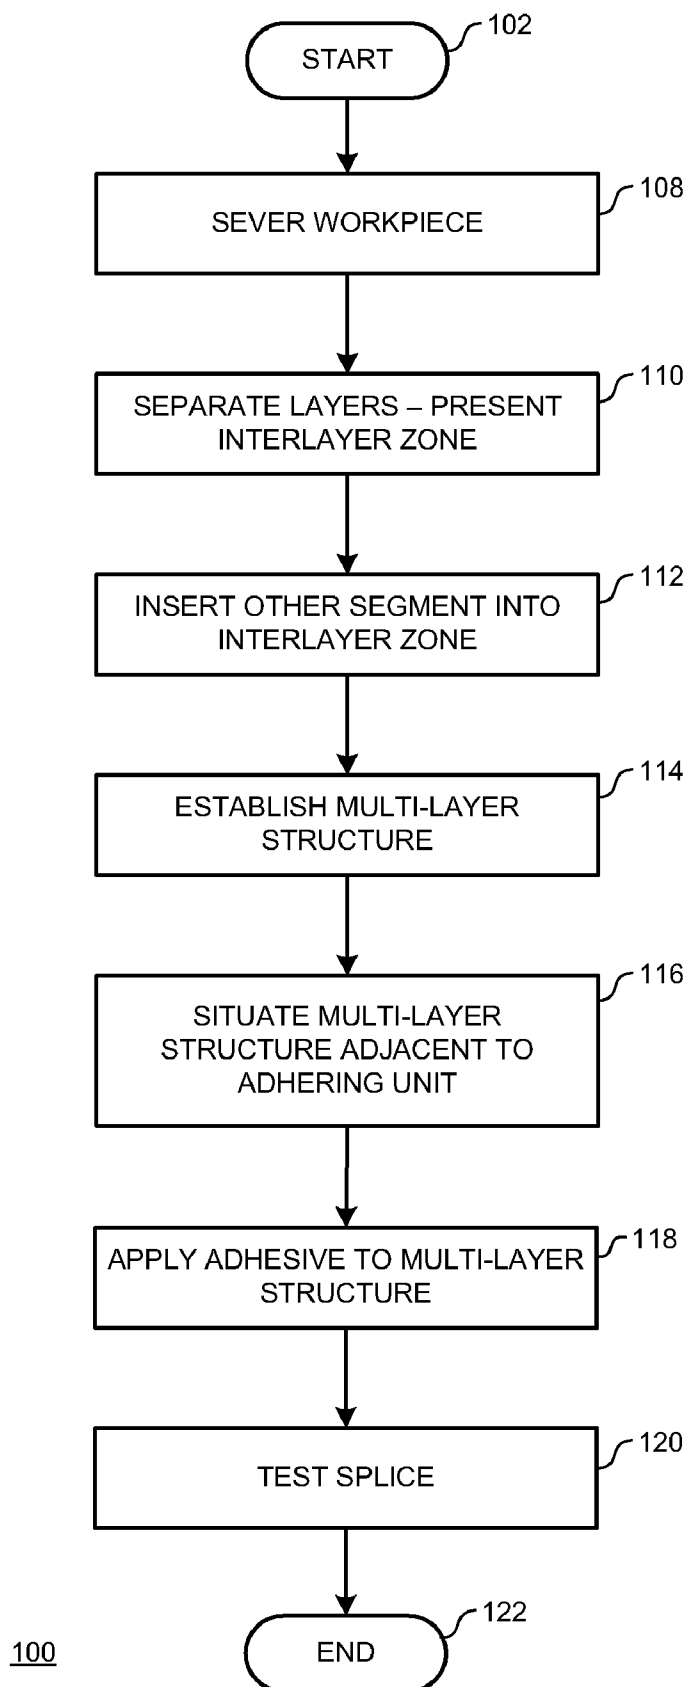 102
START
108
SEVER WORKPIECE
110
SEPARATE LAYERS – PRESENT
INTERLAYER ZONE
112
INSERT OTHER SEGMENT INTO
INTERLAYER ZONE
114
ESTABLISH MULTI-LAYER
STRUCTURE
116
SITUATE MULTI-LAYER
STRUCTURE ADJACENT TO
ADHERING UNIT
118
APPLY ADHESIVE TO MULTI-LAYER
STRUCTURE
120
TEST SPLICE
122
END
100